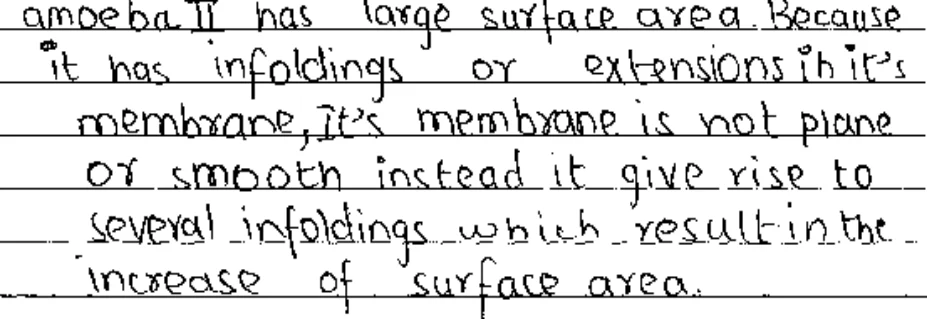 amoeba II has large surface area. Because
it has infoldings or extensions in it's
membrane, It's membrane is not plane
or smooth instead it give rise to
several infoldings which result in the
increase of surface area.